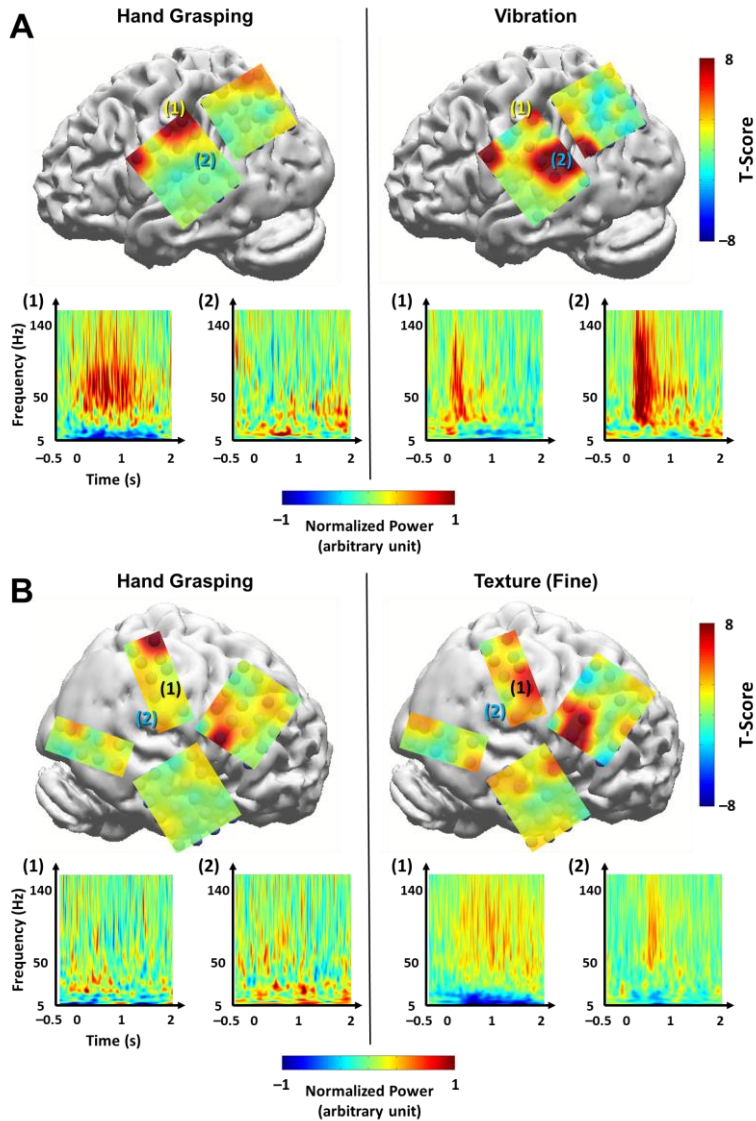 A
Hand Grasping
Vibration
(1)
(2)
(1)
(2)
8
T-Score
–8
(1)
(2)
(1)
(2)
Frequency (Hz)
140
50
5
140
50
5
140
50
5
140
50
5
–0.5 0 1 2
–0.5 0 1 2
–0.5 0 1 2
–0.5 0 1 2
Time (s)
–1
1
Normalized Power
(arbitrary unit)
B
Hand Grasping
Texture (Fine)
(1)
(2)
(1)
(2)
8
T-Score
–8
(1)
(2)
(1)
(2)
Frequency (Hz)
140
50
5
140
50
5
140
50
5
140
50
5
–0.5 0 1 2
–0.5 0 1 2
–0.5 0 1 2
–0.5 0 1 2
Time (s)
–1
1
Normalized Power
(arbitrary unit)